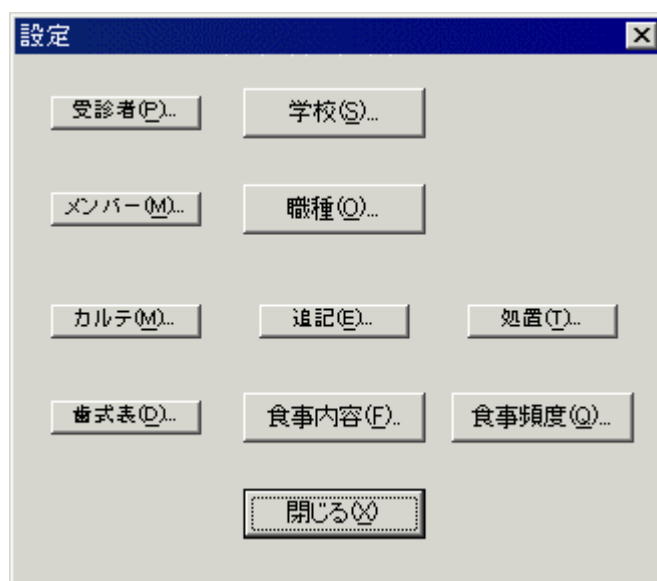 設定
受診者(P)...
学校(S)...
メンバー(M)...
職種(O)...
カルテ(M)...
追記(E)...
処置(T)...
歯式表(D)...
食事内容(F)...
食事頻度(Q)...
閉じる(X)